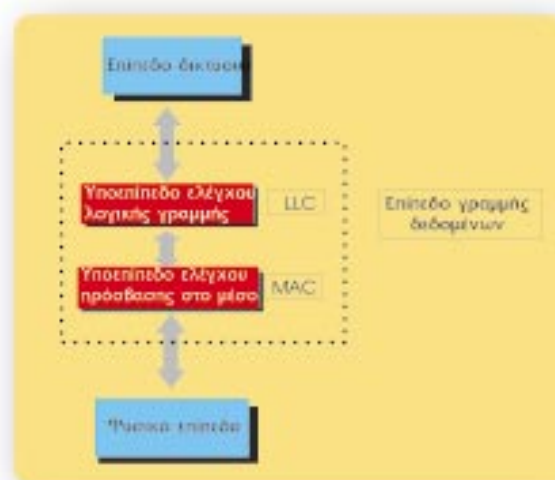 Επίπεδο δικτύου
Υποεπίπεδο ελέγχου
λογικής γραμμής
LLC
Επίπεδο γραμμής
δεδομένων
Υποεπίπεδο ελέγχου
πρόσβασης στο μέσο
MAC
Φυσικό επίπεδο